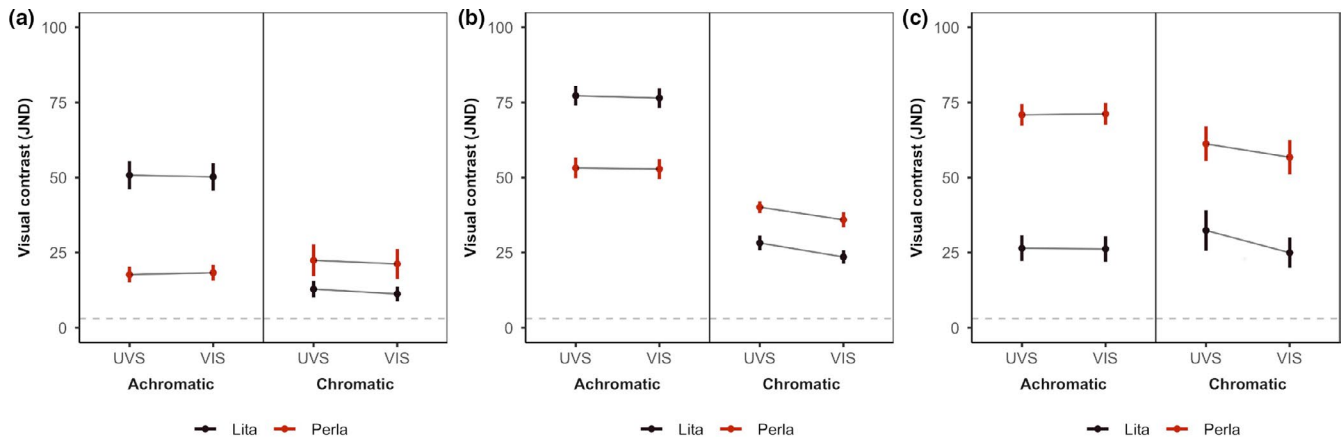 (a)
Visual contrast (JND)
100
75
50
25
0
UVS VIS UVS VIS
Achromatic Chromatic
Lita Perla
(b)
Visual contrast (JND)
100
75
50
25
0
UVS VIS UVS VIS
Achromatic Chromatic
Lita Perla
(c)
Visual contrast (JND)
100
75
50
25
0
UVS VIS UVS VIS
Achromatic Chromatic
Lita Perla